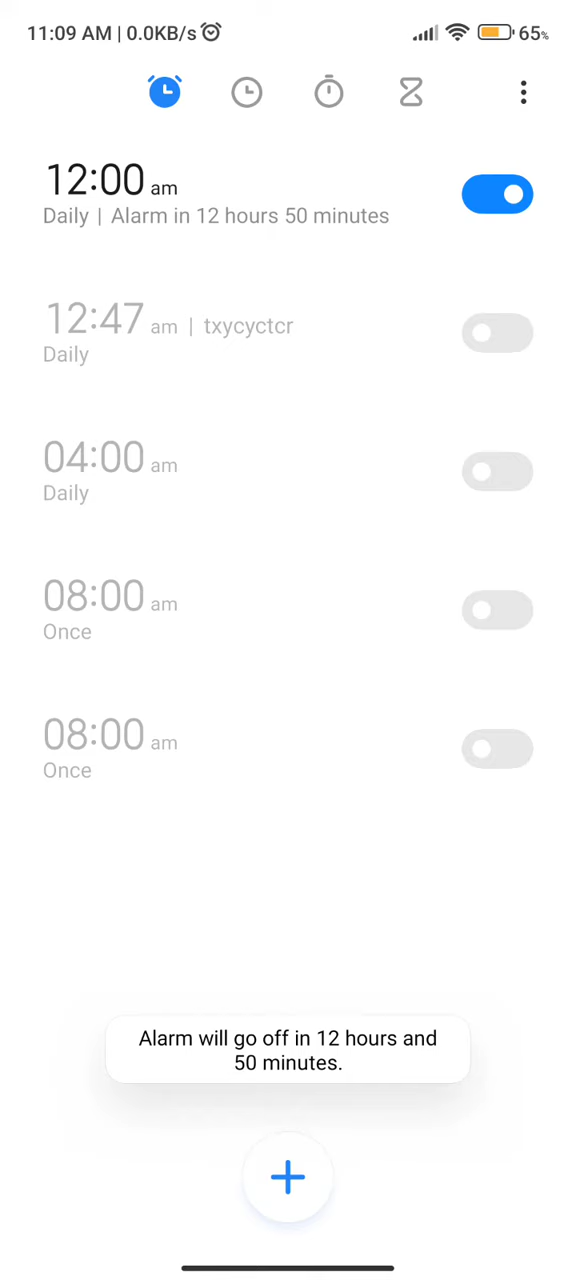 11:09 AM | 0.0KB/s 65%
12:00 am
Daily | Alarm in 12 hours 50 minutes
12:47 am | txycyctcr
Daily
04:00 am
Daily
08:00 am
Once
08:00 am
Once
Alarm will go off in 12 hours and
50 minutes.